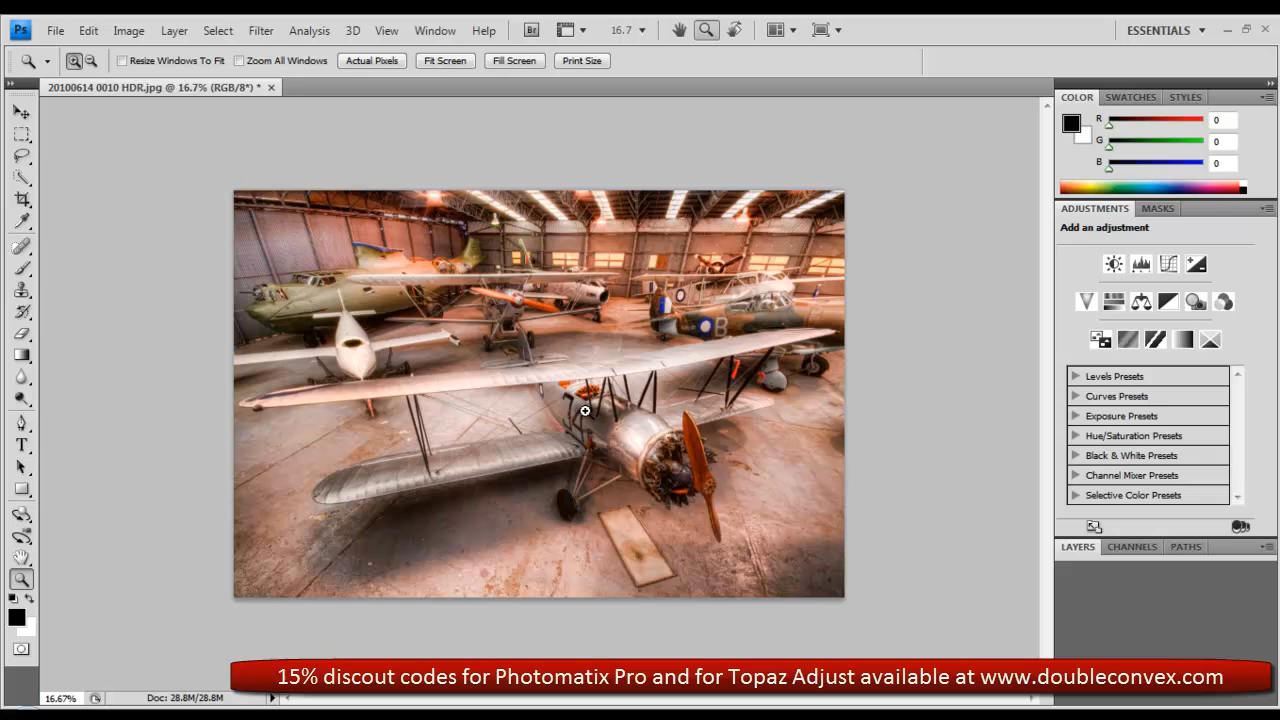 Ps File Edit Image Layer Select Filter Analysis 3D View Window Help Br 16.7 ESSENTIALS
Resize Windows To Fit Zoom All Windows Actual Pixels Fit Screen Fill Screen Print Size
20100614 0010 HDR.jpg @ 16.7% (RGB/8*) *
COLOR SWATCHES STYLES
R 0
G 0
B 0
ADJUSTMENTS MASKS
Add an adjustment
Levels Presets
Curves Presets
Exposure Presets
Hue/Saturation Presets
Black & White Presets
Channel Mixer Presets
Selective Color Presets
LAYERS CHANNELS PATHS
T
B
15% discout codes for Photomatix Pro and for Topaz Adjust available at www.doubleconvex.com
16.67% Doc: 28.8M/28.8M